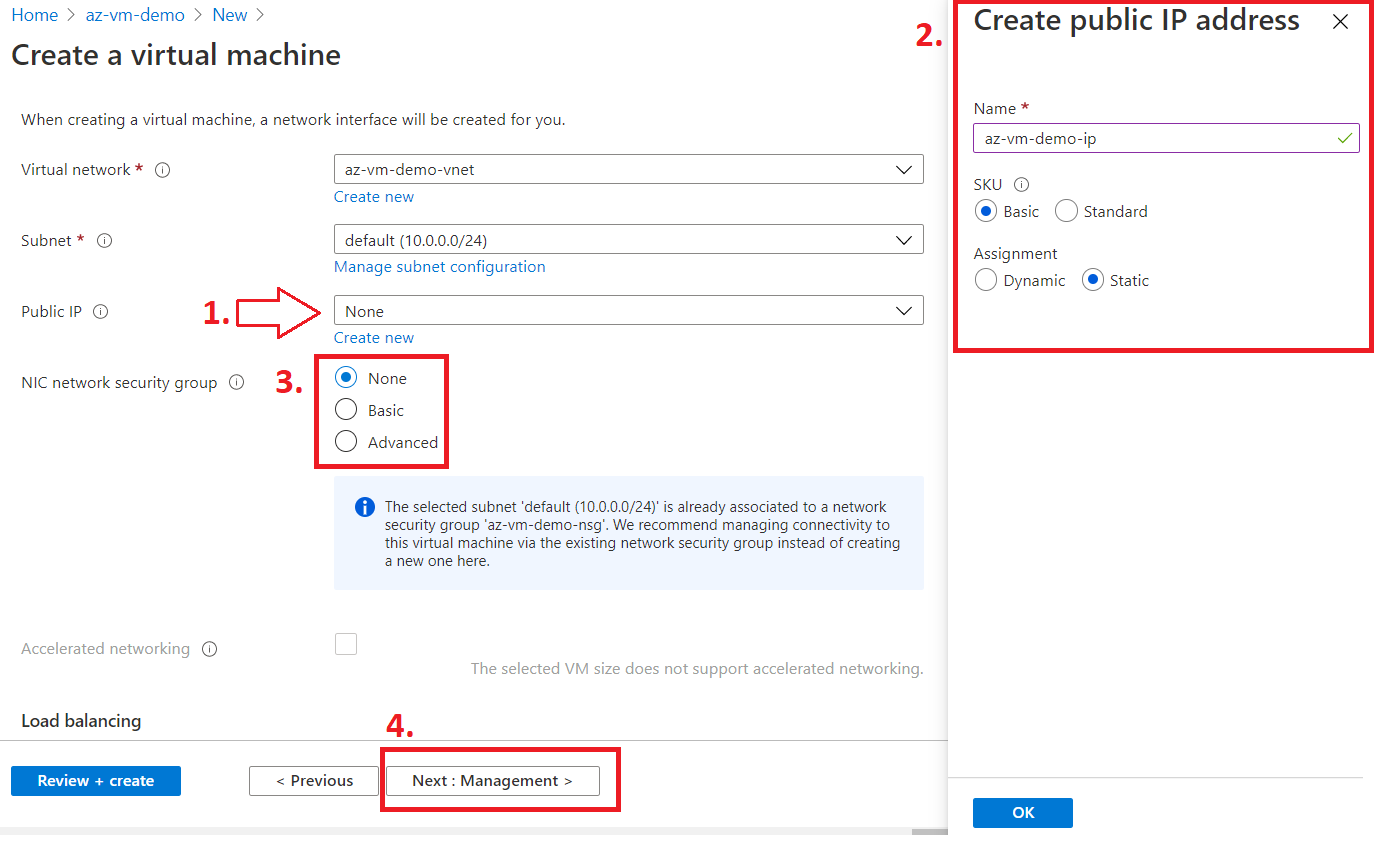 Home > az-vm-demo > New >
Create a virtual machine
When creating a virtual machine, a network interface will be created for you.
Virtual network *
az-vm-demo-vnet
Create new
Subnet *
default (10.0.0.0/24)
Manage subnet configuration
Public IP
1.
None
Create new
NIC network security group
3.
None
Basic
Advanced
The selected subnet 'default (10.0.0.0/24)' is already associated to a network
security group 'az-vm-demo-nsg'. We recommend managing connectivity to
this virtual machine via the existing network security group instead of creating
a new one here.
Accelerated networking
The selected VM size does not support accelerated networking.
Load balancing
4.
Review + create
< Previous
Next : Management >
2.
Create public IP address
Name *
az-vm-demo-ip
SKU
Basic
Standard
Assignment
Dynamic
Static
OK